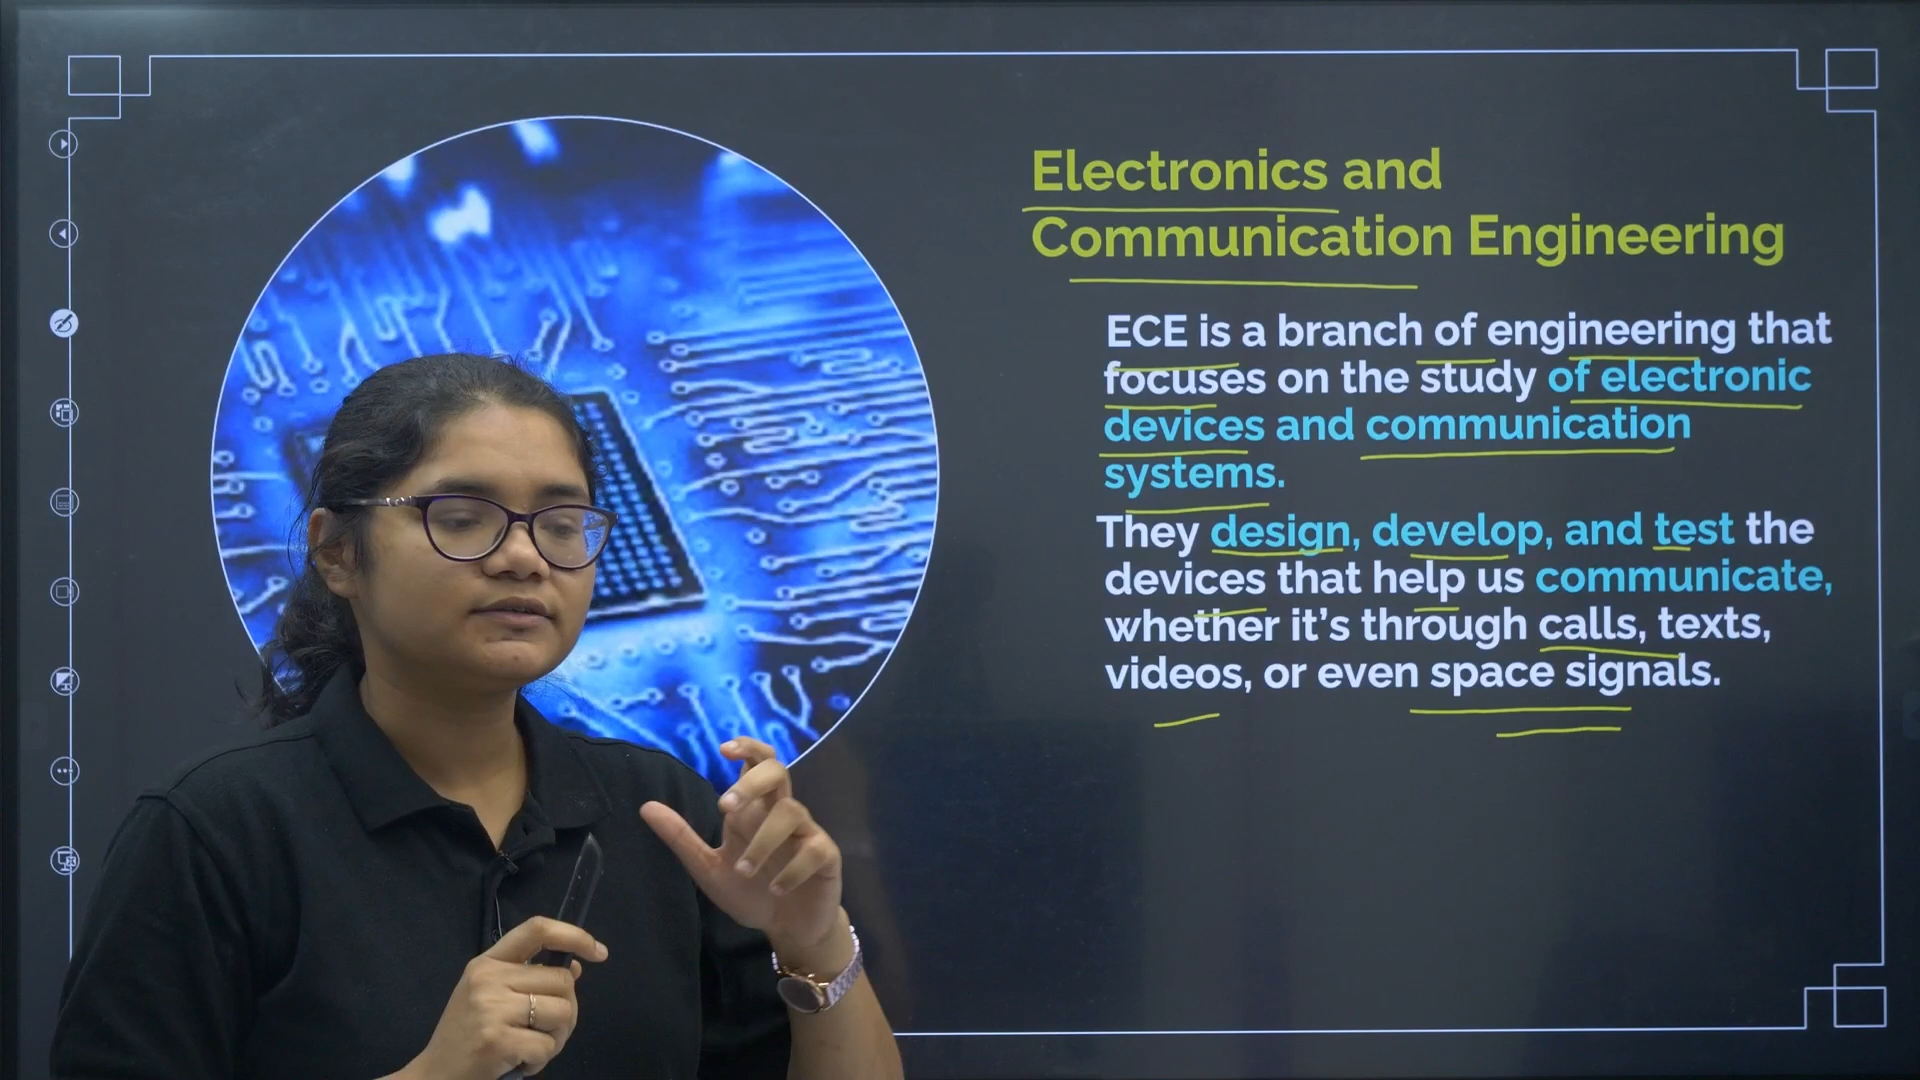 Electronics and
Communication Engineering
ECE is a branch of engineering that
focuses on the study of electronic
devices and communication
systems.
They design, develop, and test the
devices that help us communicate,
whether it's through calls, texts,
videos, or even space signals.